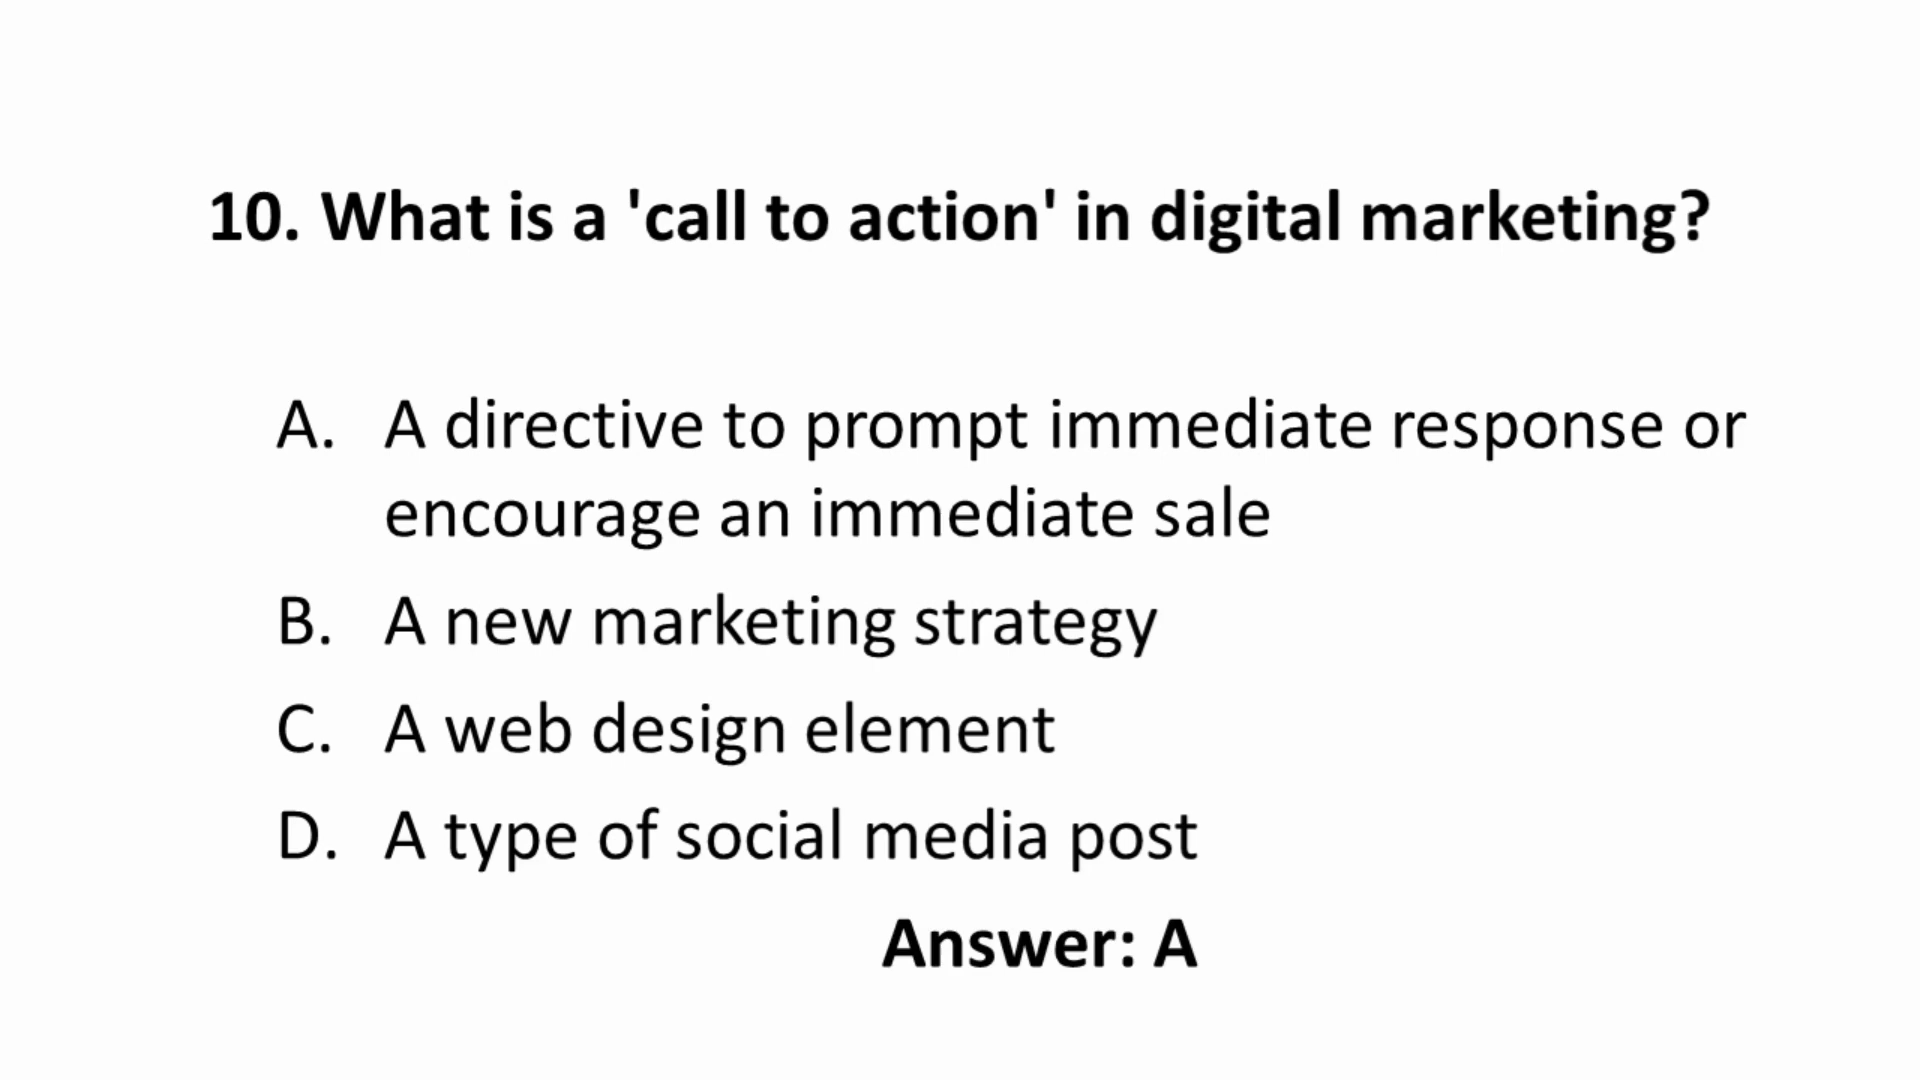 10. What is a 'call to action' in digital marketing?
A. A directive to prompt immediate response or
encourage an immediate sale
B. A new marketing strategy
C. A web design element
D. A type of social media post
Answer: A